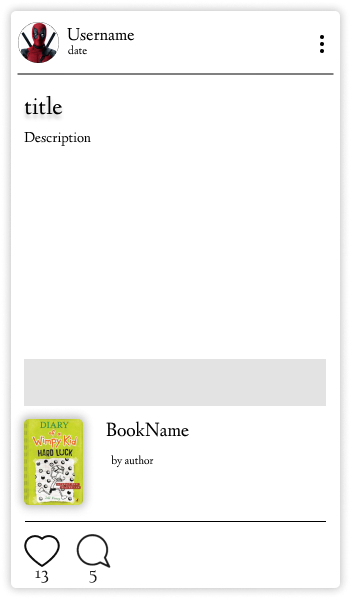 Username
date
title
Description
DIARY
of a
Wimpy Kid
HARD LUCK
BookName
by author
13
5